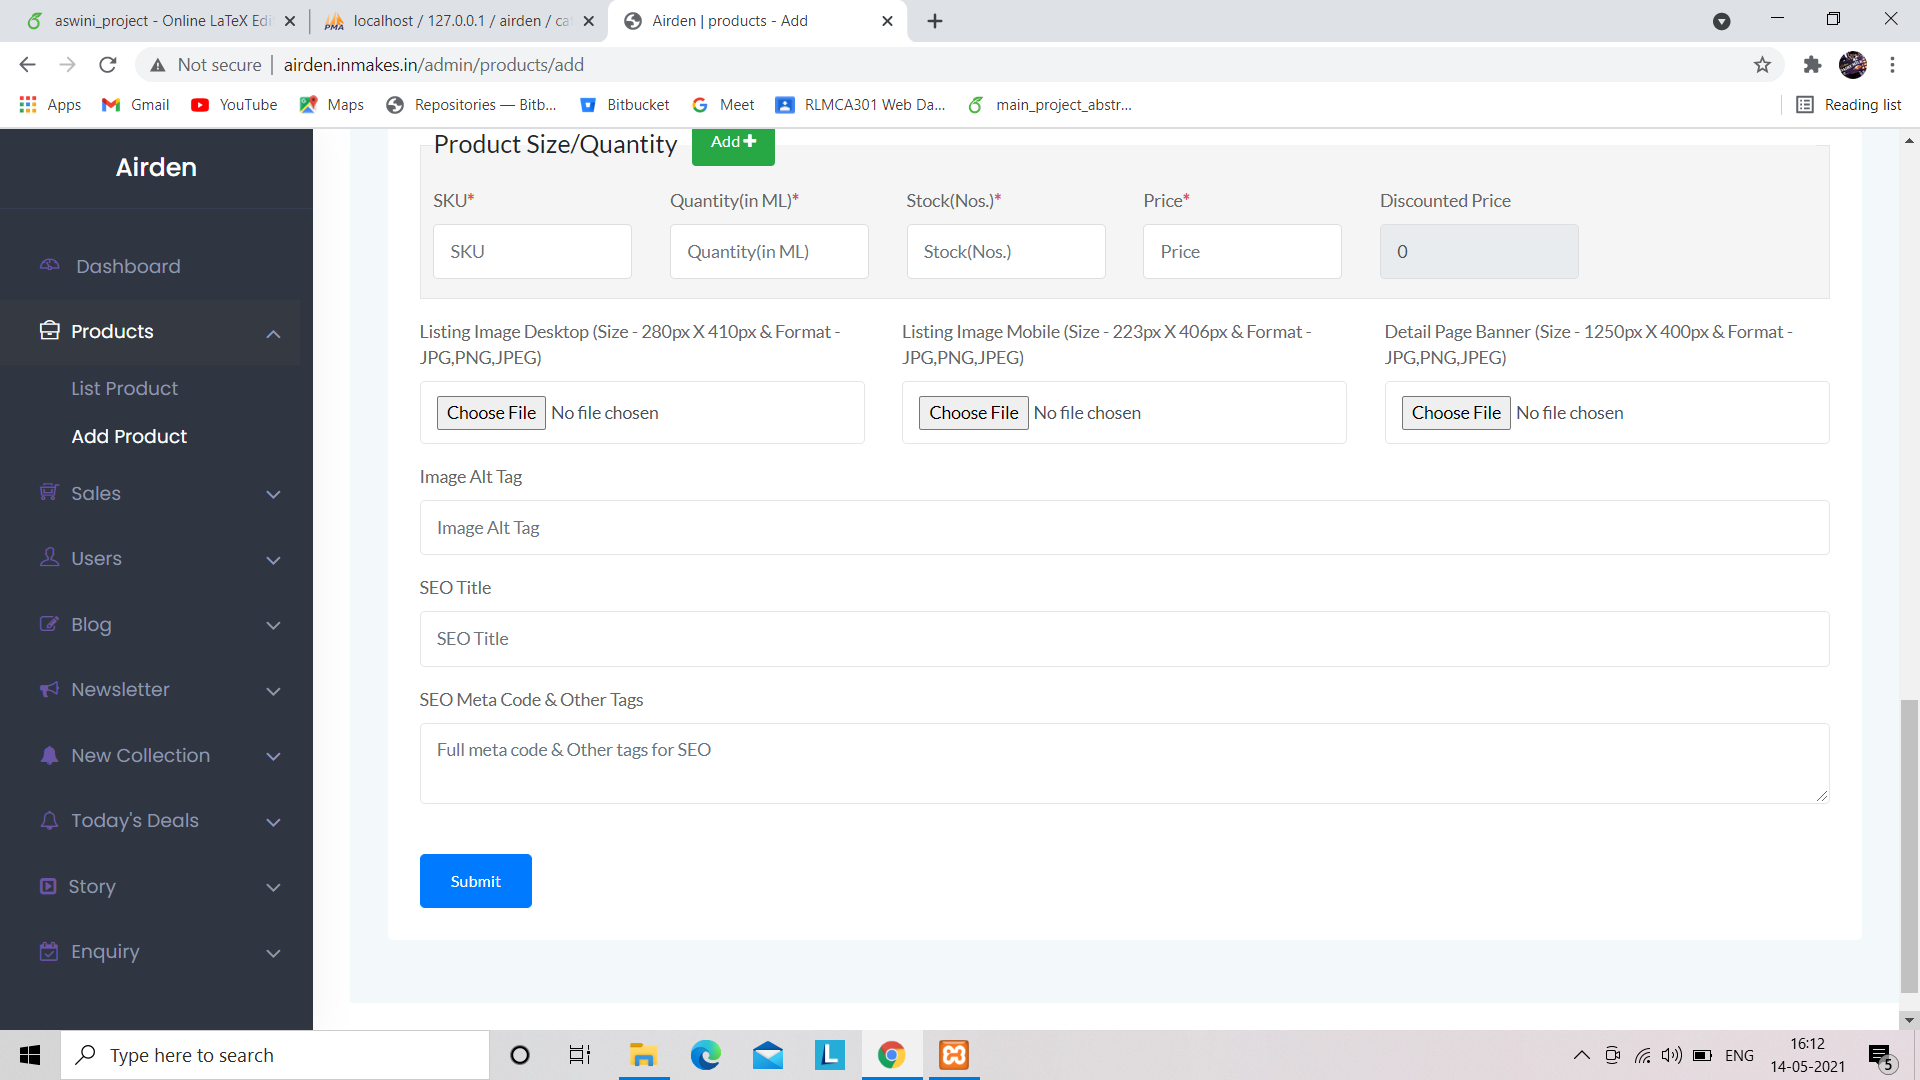 aswini_project - Online LaTeX Edi
localhost / 127.0.0.1 / airden / ca
Airden | products - Add
Not secure | airden.inmakes.in/admin/products/add
Apps
Gmail
YouTube
Maps
Repositories — Bitb...
Bitbucket
Meet
RLMCA301 Web Da...
main_project_abstr...
Reading list
Airden
Dashboard
Products
List Product
Add Product
Sales
Users
Blog
Newsletter
New Collection
Today's Deals
Story
Enquiry
Product Size/Quantity
Add
SKU* Quantity(in ML)* Stock(Nos.)* Price* Discounted Price
SKU Quantity(in ML) Stock(Nos.) Price 0
Listing Image Desktop (Size - 280px X 410px & Format -
JPG,PNG,JPEG)
Choose File No file chosen
Listing Image Mobile (Size - 223px X 406px & Format -
JPG,PNG,JPEG)
Choose File No file chosen
Detail Page Banner (Size - 1250px X 400px & Format -
JPG,PNG,JPEG)
Choose File No file chosen
Image Alt Tag
Image Alt Tag
SEO Title
SEO Title
SEO Meta Code & Other Tags
Full meta code & Other tags for SEO
Submit
Type here to search
L
ENG
16:12
14-05-2021
5